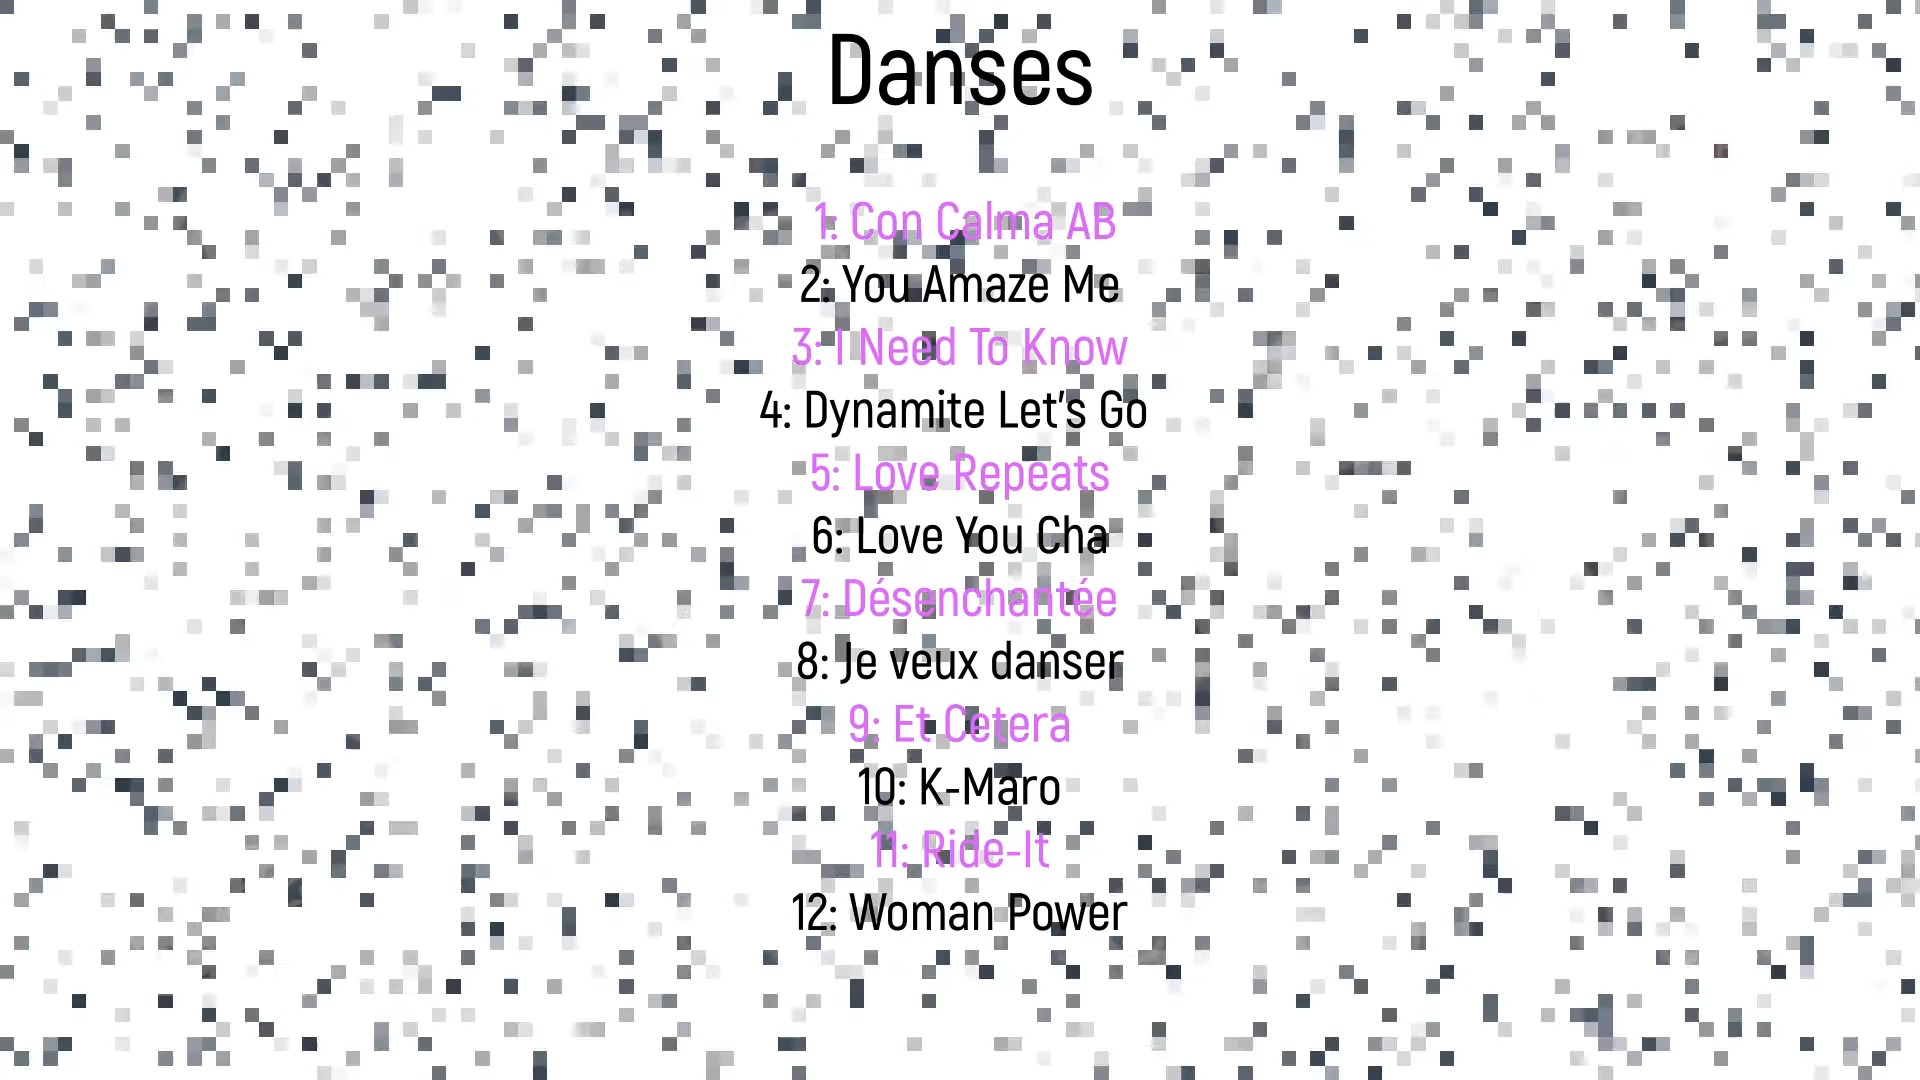 Danses
1: Con Calma AB
2: You Amaze Me
3: I Need To Know
4: Dynamite Let's Go
5: Love Repeats
6: Love You Cha
7: Désenchantée
8: Je veux danser
9: Et Cetera
10: K-Maro
11: Ride-It
12: Woman Power